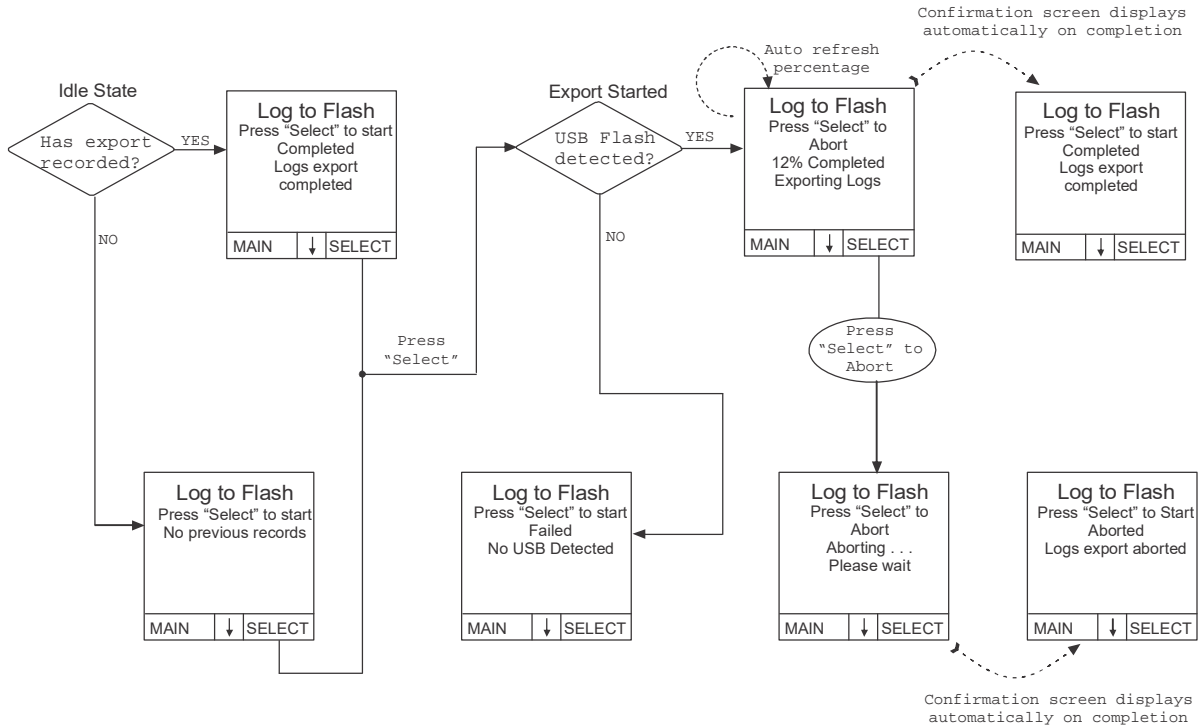 Confirmation screen displays
automatically on completion
Auto refresh
percentage
Idle State
Has export
recorded?
YES
NO
Log to Flash
Press “Select” to start
Completed
Logs export
completed
MAIN ↓ SELECT
Press
“Select”
Export Started
USB Flash
detected?
YES
NO
Log to Flash
Press “Select” to
Abort
12% Completed
Exporting Logs
MAIN ↓ SELECT
Log to Flash
Press “Select” to start
Completed
Logs export
completed
MAIN ↓ SELECT
Press
“Select” to
Abort
Log to Flash
Press “Select” to start
No previous records
MAIN ↓ SELECT
Log to Flash
Press “Select” to start
Failed
No USB Detected
MAIN ↓ SELECT
Log to Flash
Press “Select” to
Abort
Aborting . . .
Please wait
MAIN ↓ SELECT
Log to Flash
Press “Select” to Start
Aborted
Logs export aborted
MAIN ↓ SELECT
Confirmation screen displays
automatically on completion